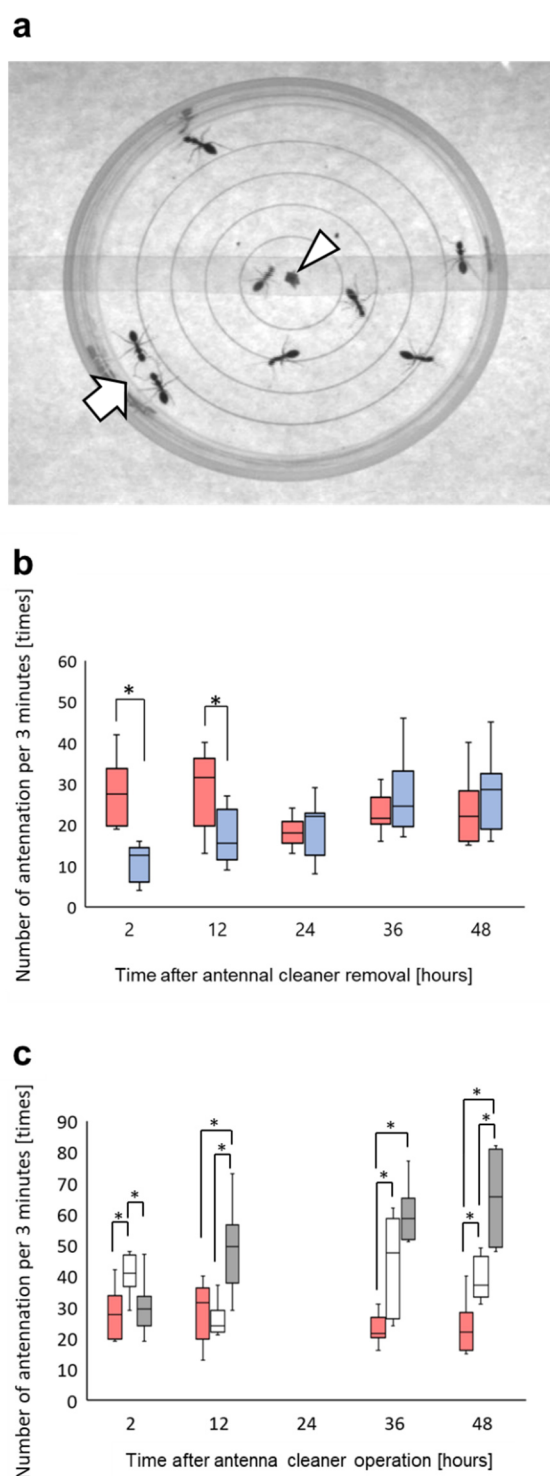 a
b
Number of antennation per 3 minutes [times]
60
50
40
30
20
10
0
* *
2 12 24 36 48
Time after antennal cleaner removal [hours]
c
Number of antennation per 3 minutes [times]
90
80
70
60
50
40
30
20
10
0
* * * * * * * * *
2 12 24 36 48
Time after antenna cleaner operation [hours]